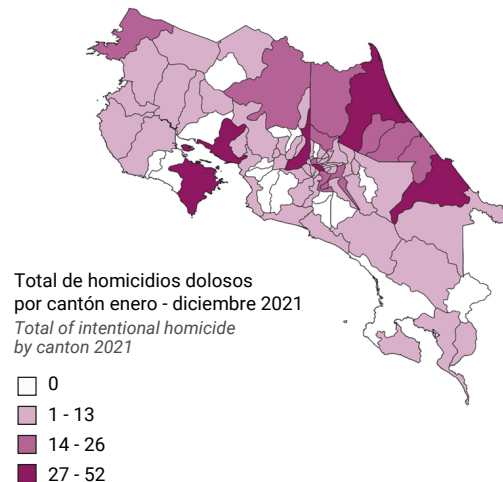 Total de homicidios dolosos
por cantón enero - diciembre 2021
Total of intentional homicide
by canton 2021
0
1 - 13
14 - 26
27 - 52